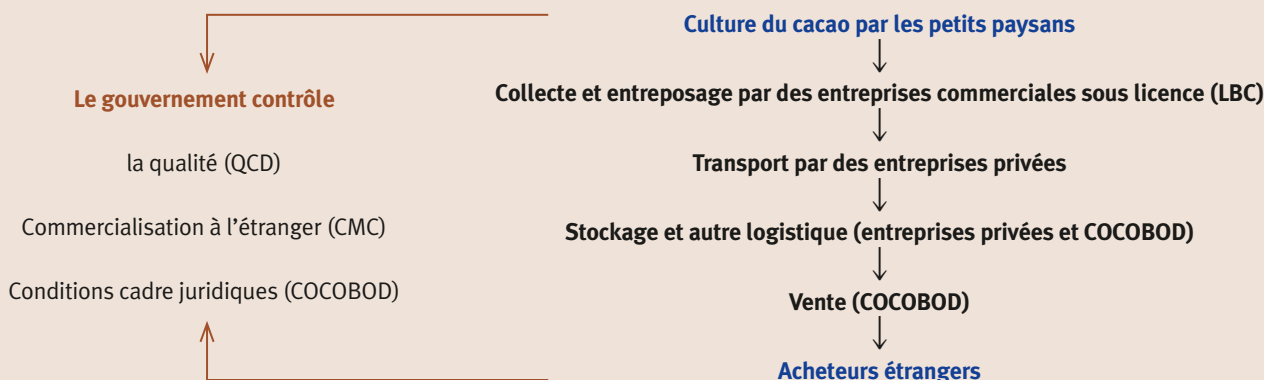 Culture du cacao par les petits paysans
Le gouvernement contrôle
Collecte et entreposage par des entreprises commerciales sous licence (LBC)
la qualité (QCD)
Transport par des entreprises privées
Commercialisation à l’étranger (CMC)
Stockage et autre logistique (entreprises privées et COCOBOD)
Conditions cadre juridiques (COCOBOD)
Vente (COCOBOD)
Acheteurs étrangers